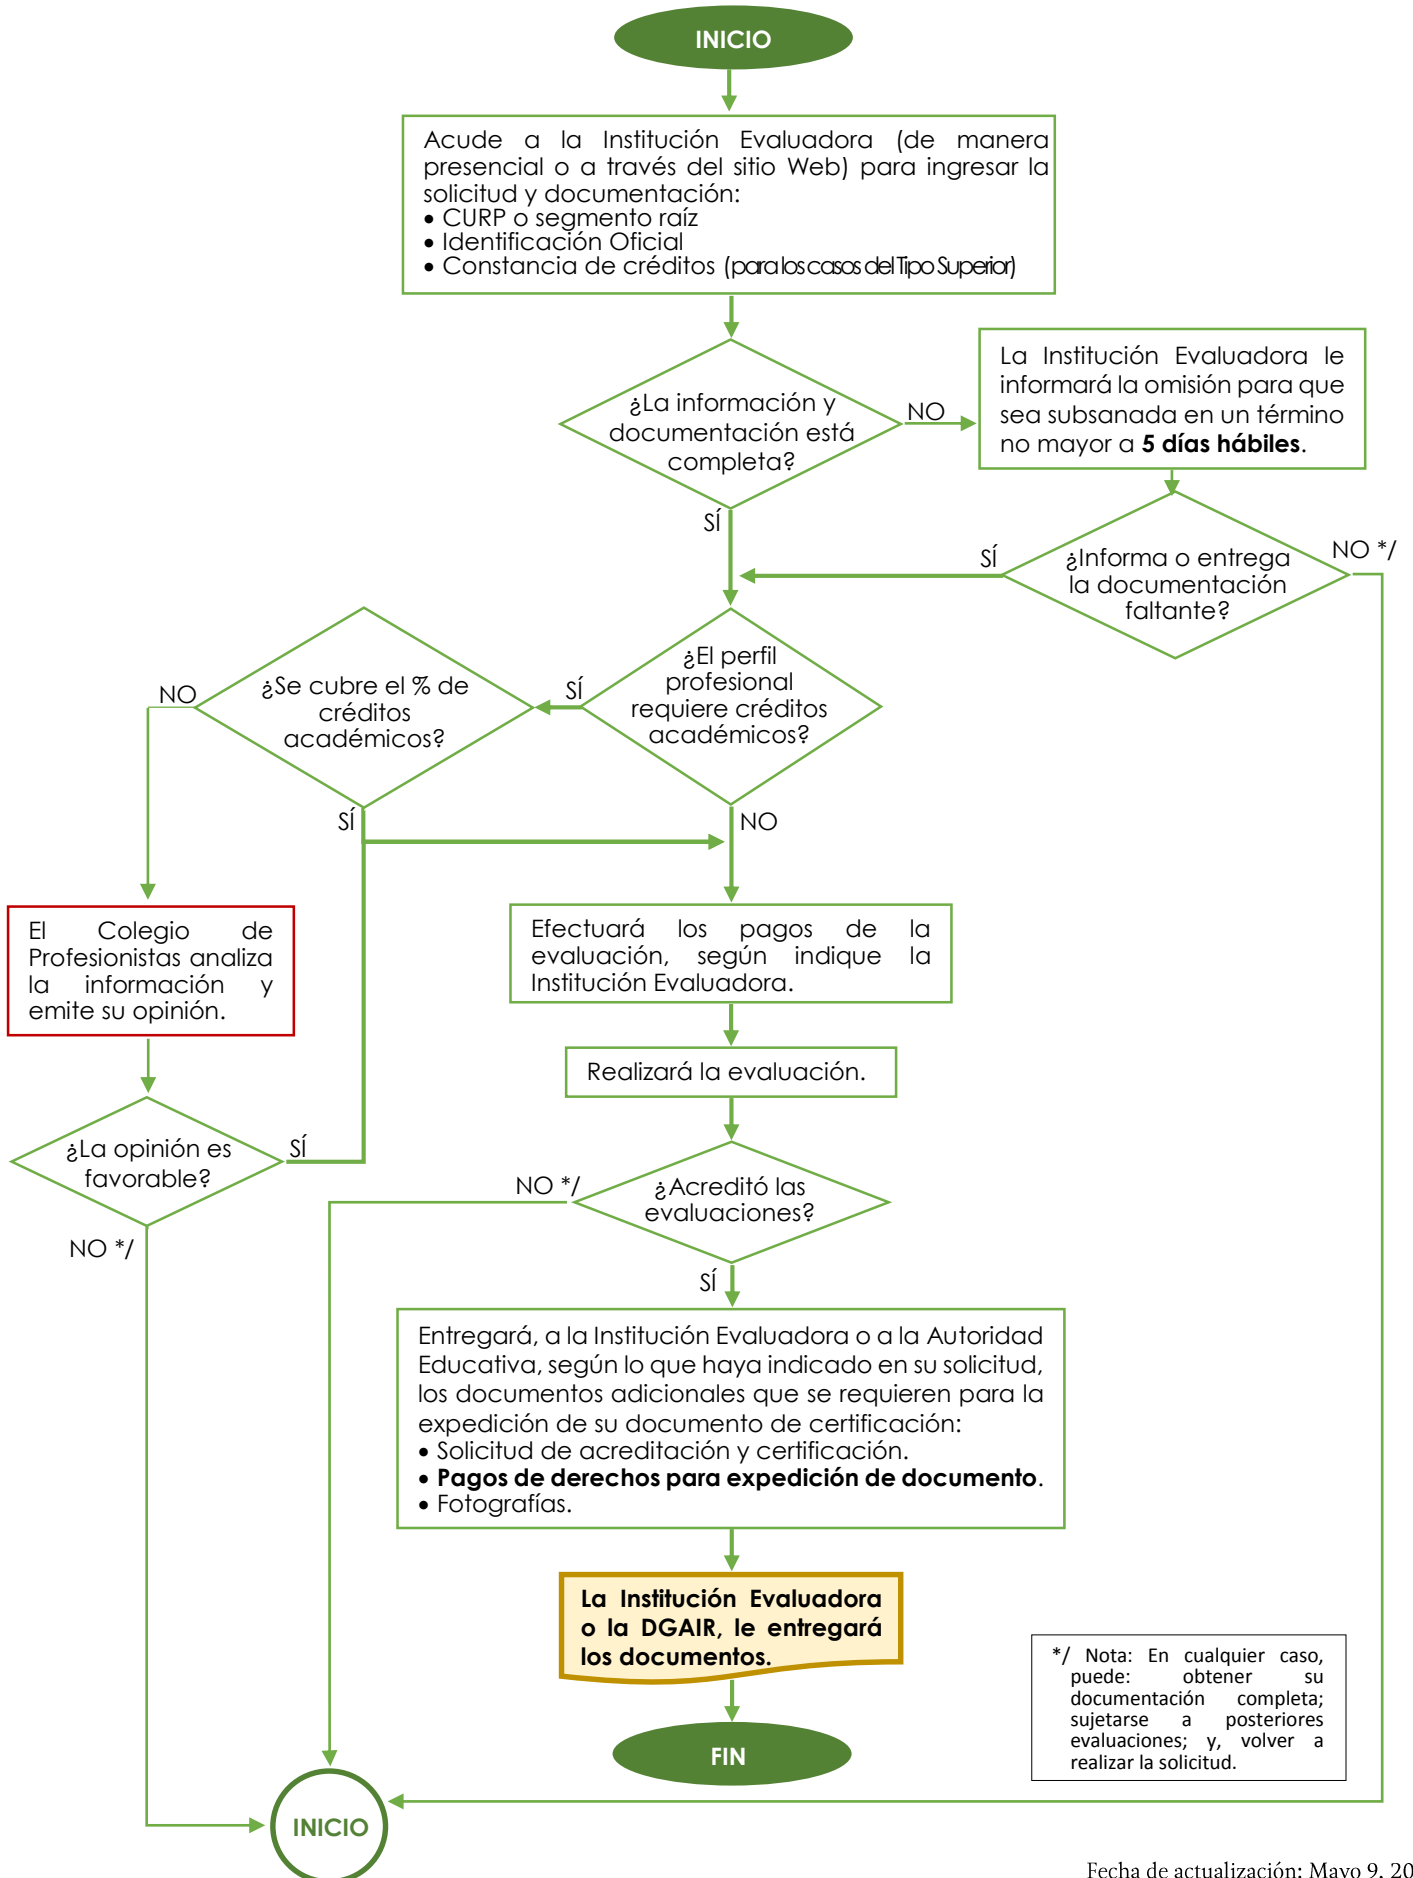 INICIO
Acude a la Institución Evaluadora (de manera
presencial o a través del sitio Web) para ingresar la
solicitud y documentación:
• CURP o segmento raíz
• Identificación Oficial
• Constancia de créditos (para los casos del Tipo Superior)
¿La información y
documentación está
completa?
NO
La Institución Evaluadora le
informará la omisión para que
sea subsanada en un término
no mayor a 5 días hábiles.
SÍ
¿Informa o entrega
la documentación
faltante?
SÍ
NO */
¿El perfil
profesional
requiere créditos
académicos?
SÍ
¿Se cubre el % de
créditos
académicos?
NO
SÍ
NO
El Colegio de
Profesionistas analiza
la información y
emite su opinión.
Efectuará los pagos de la
evaluación, según indique la
Institución Evaluadora.
Realizará la evaluación.
¿La opinión es
favorable?
SÍ
NO */
¿Acreditó las
evaluaciones?
NO */
SÍ
Entregará, a la Institución Evaluadora o a la Autoridad
Educativa, según lo que haya indicado en su solicitud,
los documentos adicionales que se requieren para la
expedición de su documento de certificación:
• Solicitud de acreditación y certificación.
• Pagos de derechos para expedición de documento.
• Fotografías.
La Institución Evaluadora
o la DGAIR, le entregará
los documentos.
*/ Nota: En cualquier caso,
puede: obtener su
documentación completa;
sujetarse a posteriores
evaluaciones; y, volver a
realizar la solicitud.
FIN
INICIO
Fecha de actualización: Mayo 9, 20